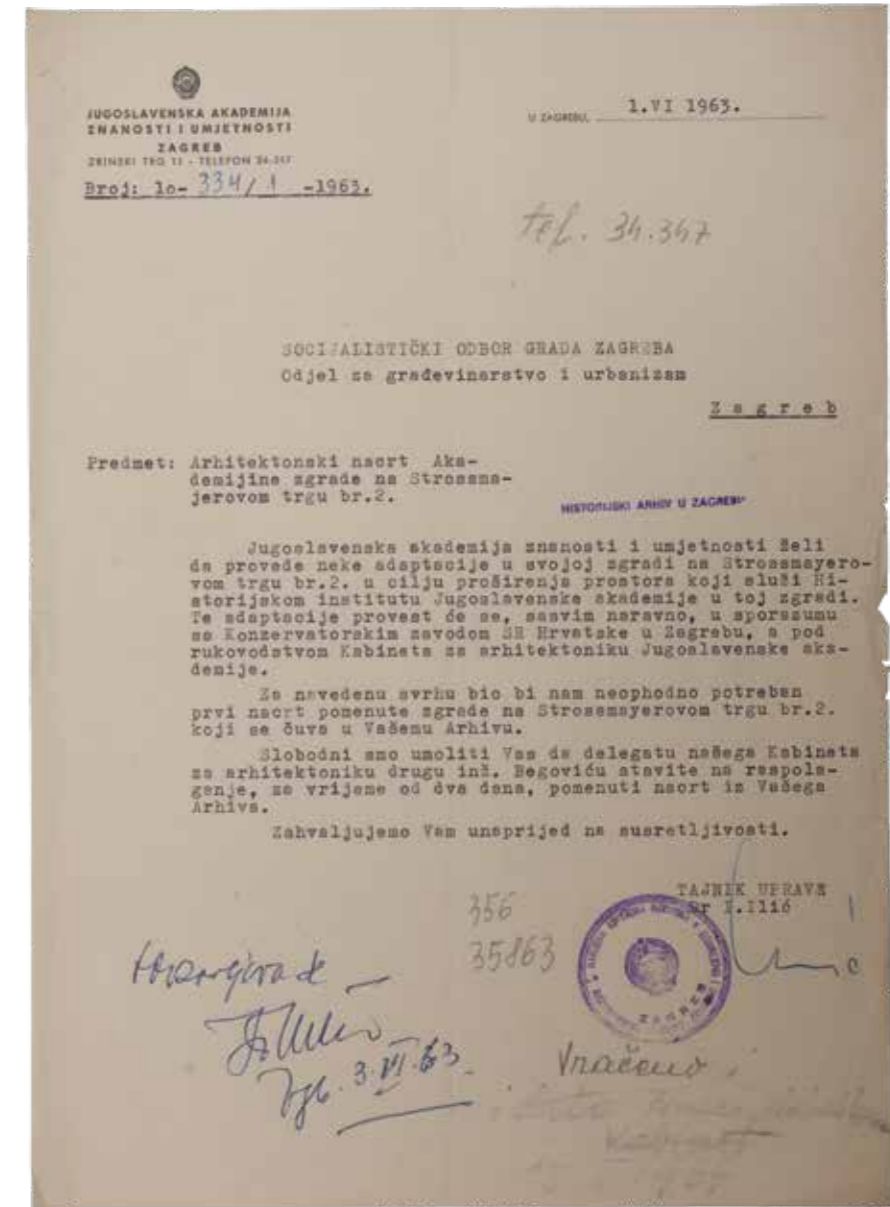 JUGOSLAVENSKA AKADEMIJA
ZNANOSTI I UMJETNOSTI
ZAGREB
ZRINSKI TRG 11 - TELEFON
U ZAGREBU, 1.VI 1963.
Broj: lo- 334/1 -1963.
tel. 34.347
SOCIJALISTIČKI ODBOR GRADA ZAGREBA
Odjel za građevinarstvo i urbanizam
Zagreb
Predmet: Arhitektonski nacrt Aka-
demijine zgrade na Strossma-
jerovom trgu br.2.
HISTORIJSKI ARHIV U ZAGREBU
Jugoslavenska akademija znanosti i umjetnosti želi
da provede neke adaptacije u svojoj zgradi na Strossmayero-
vom trgu br.2. u cilju proširenja prostora koji služi Hi-
storijskom institutu Jugoslavenske akademije u toj zgradi.
Te adaptacije provest će se, sasvim naravno, u sporazumu
sa Konzervatorskim zavodom SR Hrvatske u Zagrebu, a pod
rukovodstvom Kabineta za arhitektoniku Jugoslavenske aka-
demije.
Za navedenu svrhu bio bi nam neophodno potreban
prvi nacrt pomenute zgrade na Strossmayerovom trgu br.2.
koji se čuva u Vašemu Arhivu.
Slobodni smo umoliti Vas da delegatu našega Kabineta
za arhitektoniku drugu inž. Begoviću stavite na raspola-
ganje, za vrijeme od dva dana, pomenuti nacrt iz Vašega
Arhiva.
Zahvaljujemo Vam unaprijed na susretljivosti.
TAJNIK UPRAVE
Dr I.Ilić
356
35863
ZAGREB
Zgb. 3.VI.63.
Vraćeno